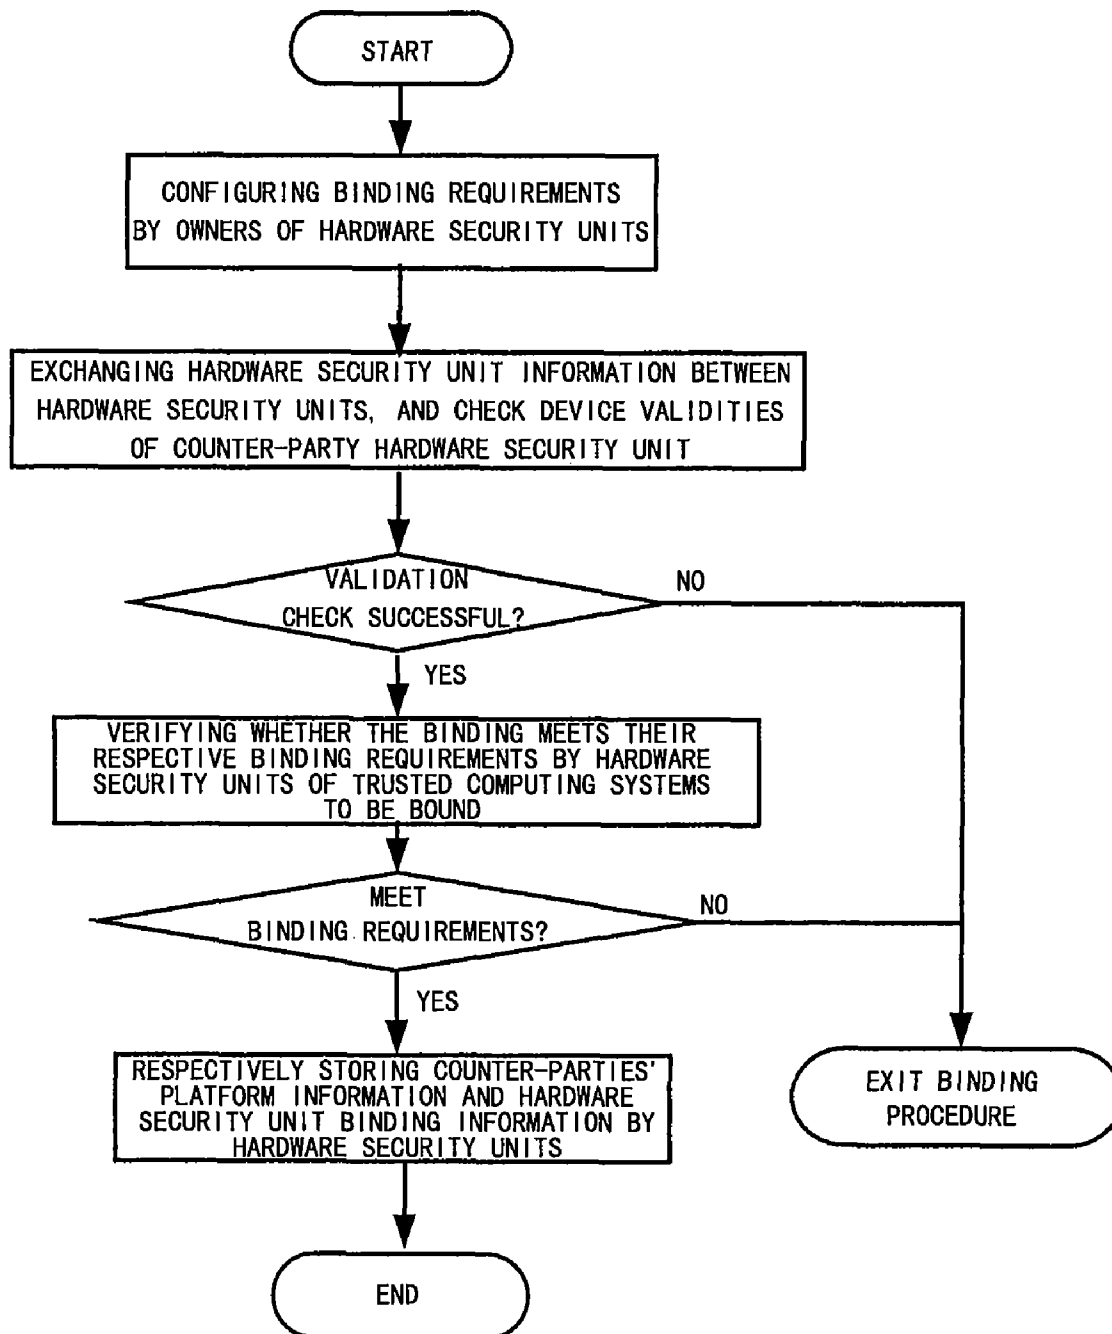 START
CONFIGURING BINDING REQUIREMENTS
BY OWNERS OF HARDWARE SECURITY UNITS
EXCHANGING HARDWARE SECURITY UNIT INFORMATION BETWEEN
HARDWARE SECURITY UNITS, AND CHECK DEVICE VALIDITIES
OF COUNTER-PARTY HARDWARE SECURITY UNIT
VALIDATION
CHECK SUCCESSFUL?
NO
YES
VERIFYING WHETHER THE BINDING MEETS THEIR
RESPECTIVE BINDING REQUIREMENTS BY HARDWARE
SECURITY UNITS OF TRUSTED COMPUTING SYSTEMS
TO BE BOUND
MEET
BINDING REQUIREMENTS?
NO
YES
RESPECTIVELY STORING COUNTER-PARTIES'
PLATFORM INFORMATION AND HARDWARE
SECURITY UNIT BINDING INFORMATION BY
HARDWARE SECURITY UNITS
EXIT BINDING
PROCEDURE
END